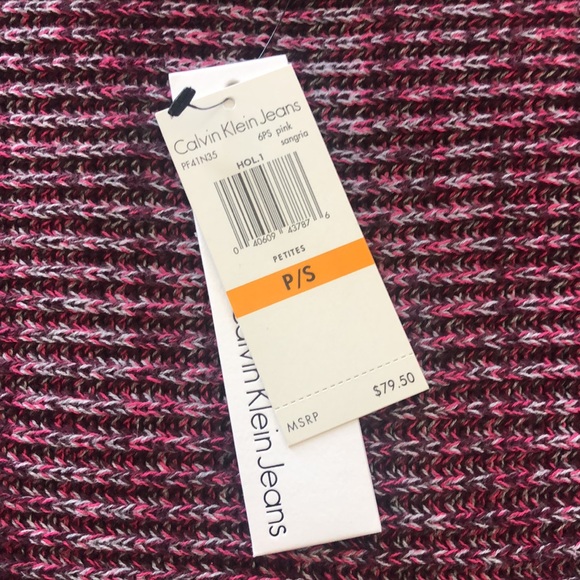 Calvin Klein Jeans
PF41N35
6PS pink
sangria
HOL.1
0 40609 43787 6
PETITES
P/S
MSRP
$79.50
Calvin Klein Jeans